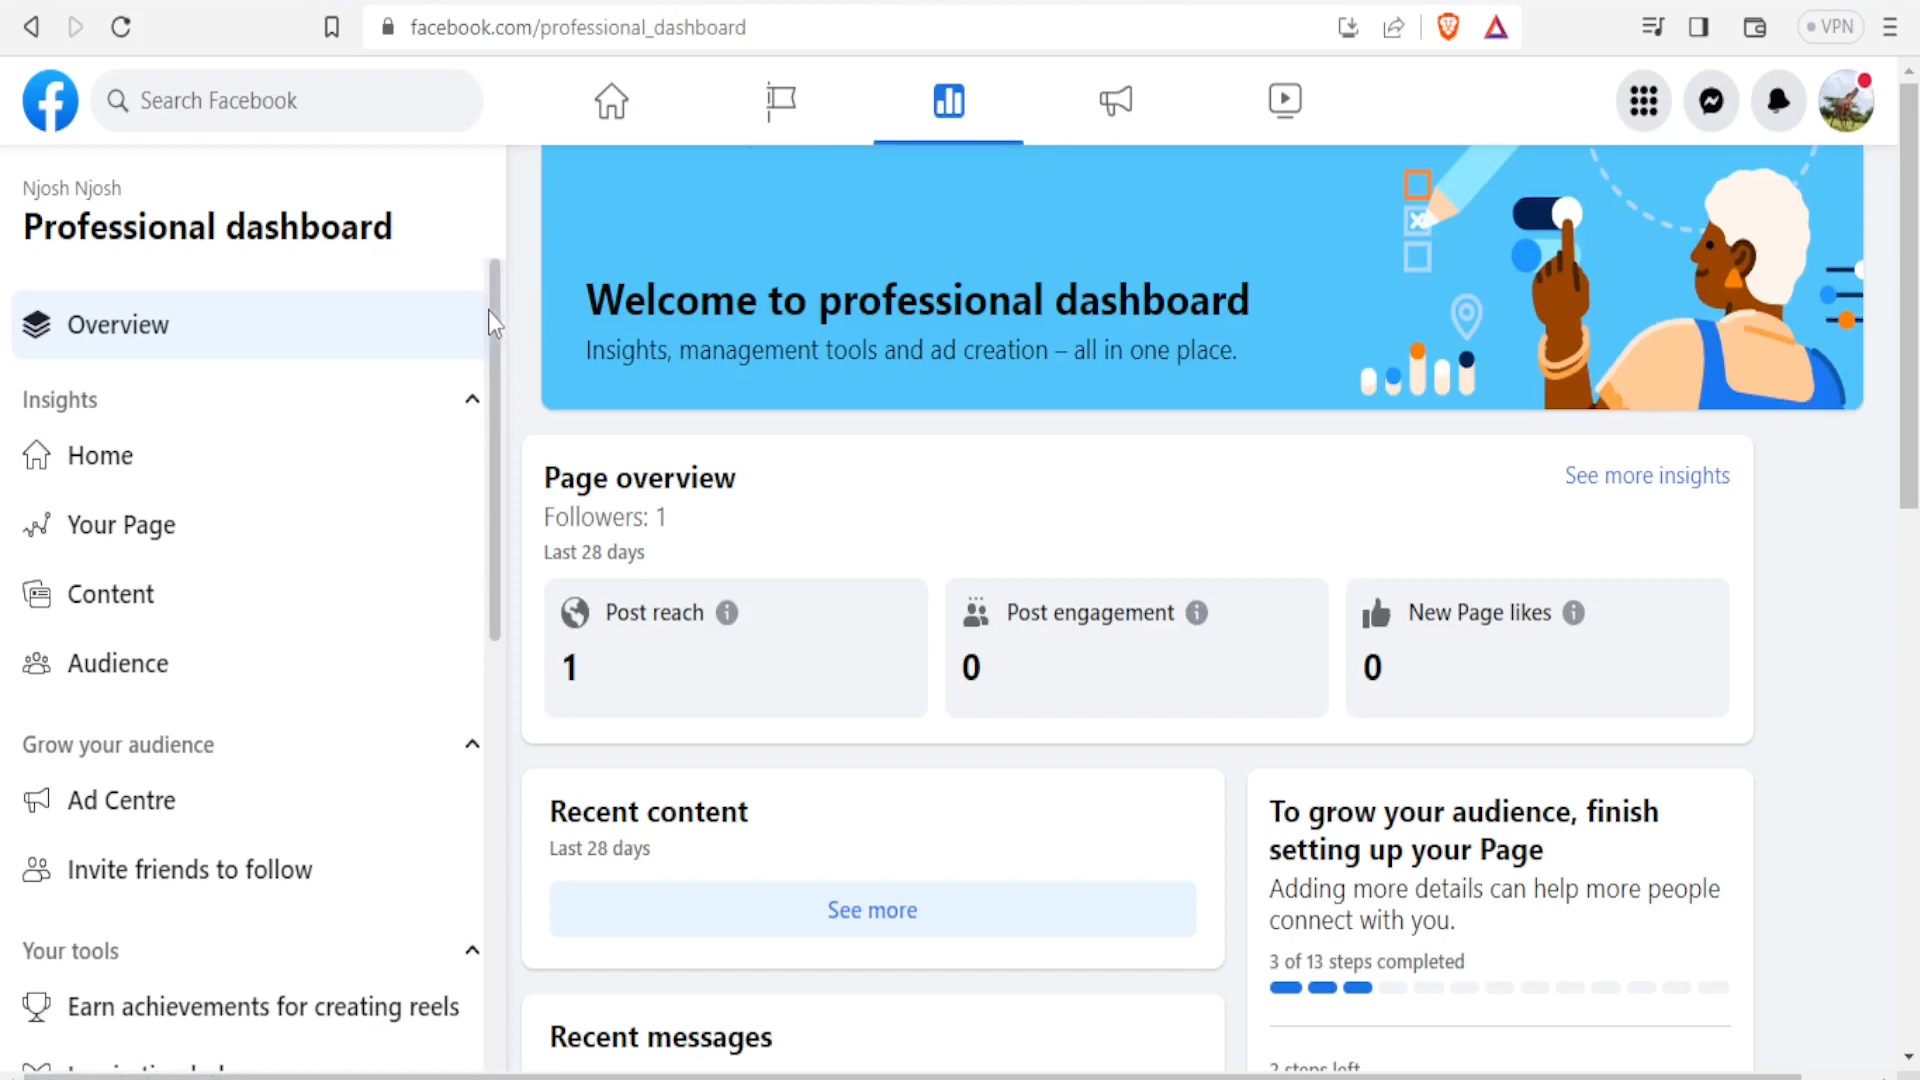 facebook.com/professional_dashboard
VPN
Search Facebook
Njosh Njosh
Professional dashboard
Overview
Insights
Home
Your Page
Content
Audience
Grow your audience
Ad Centre
Invite friends to follow
Your tools
Earn achievements for creating reels
Welcome to professional dashboard
Insights, management tools and ad creation – all in one place.
Page overview
See more insights
Followers: 1
Last 28 days
Post reach
1
Post engagement
0
New Page likes
0
Recent content
Last 28 days
See more
Recent messages
To grow your audience, finish
setting up your Page
Adding more details can help more people
connect with you.
3 of 13 steps completed